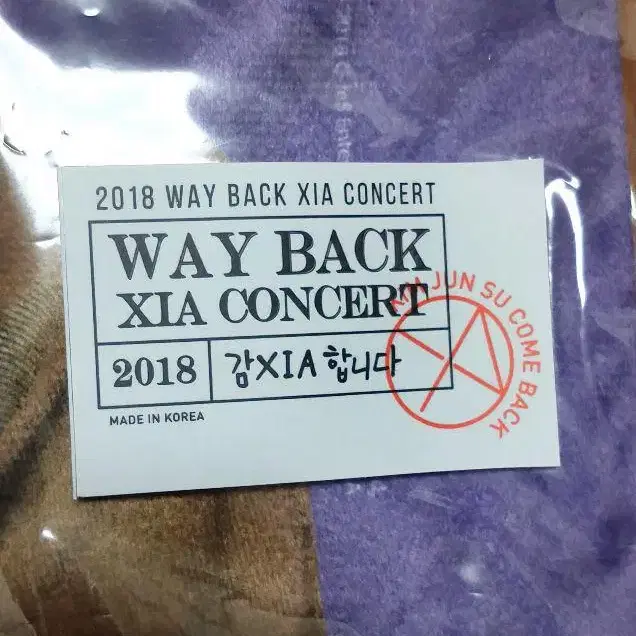 2018 WAY BACK XIA CONCERT
WAY BACK
XIA CONCERT
2018
감XIA합니다
MADE IN KOREA
JUN SU COME BACK